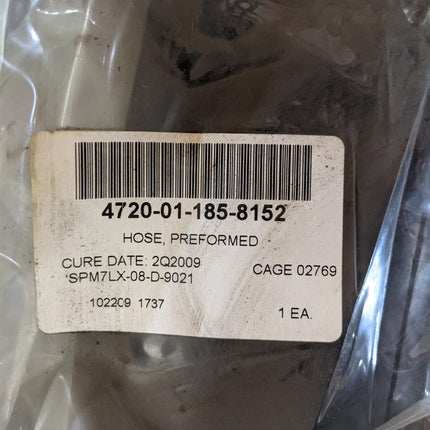 4720-01-185-8152
HOSE, PREFORMED
CURE DATE: 2Q2009
SPM7LX-08-D-9021 CAGE 02769
102209 1737 1 EA.